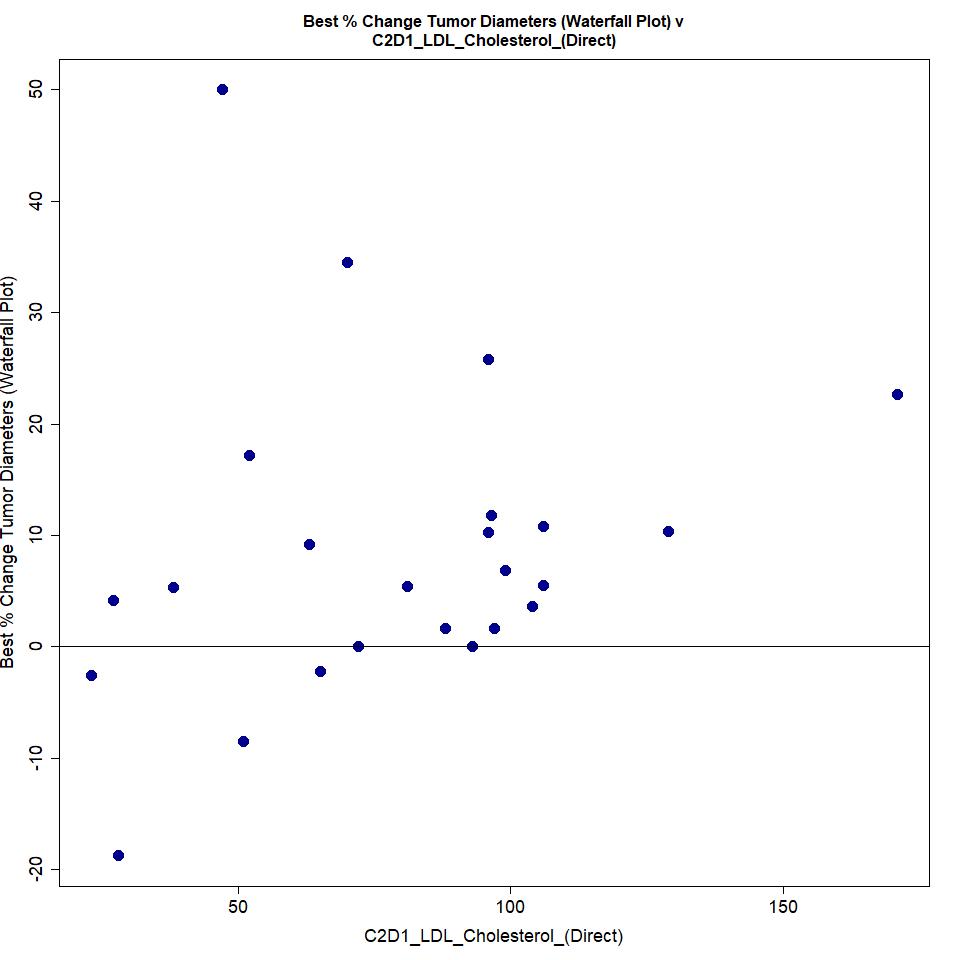 Best % Change Tumor Diameters (Waterfall Plot) v
C2D1_LDL_Cholesterol_(Direct)
Best % Change Tumor Diameters (Waterfall Plot)
50
40
30
20
10
0
-10
-20
50
100
150
C2D1_LDL_Cholesterol_(Direct)